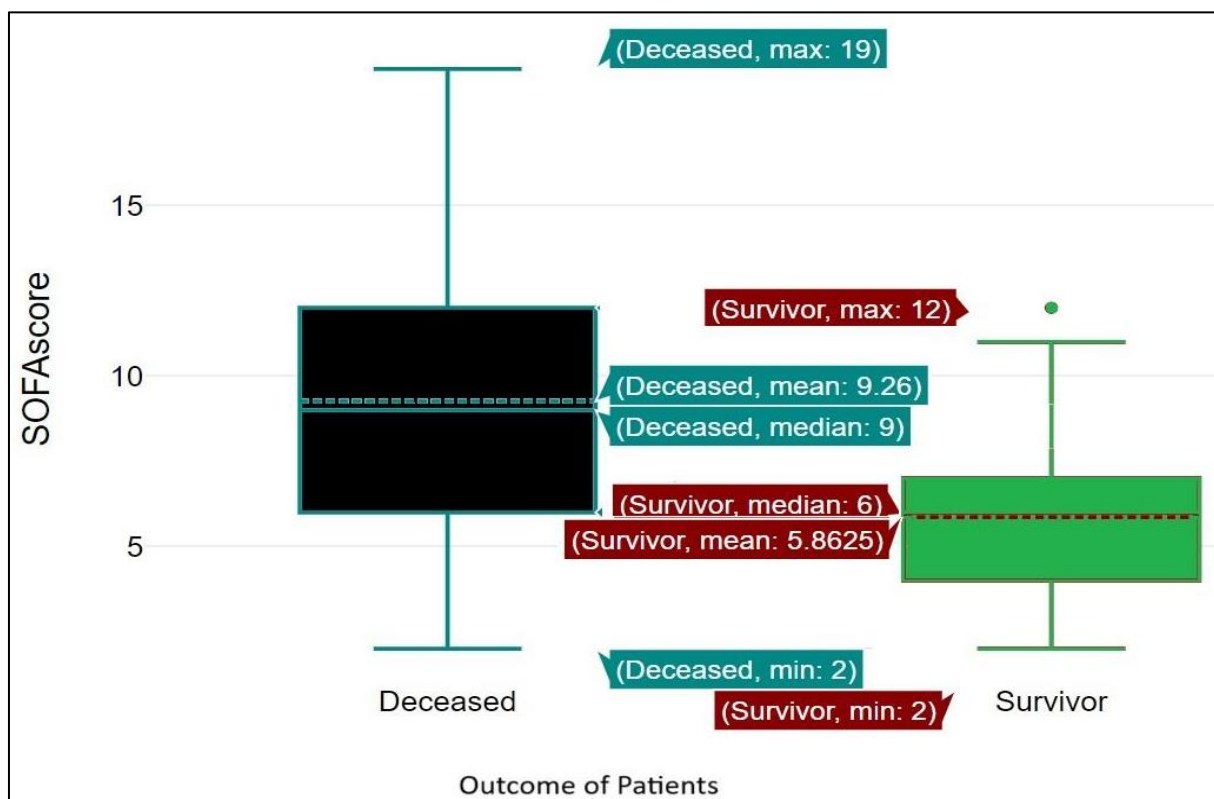 (Deceased, max: 19)
15
(Survivor, max: 12)
SOFAscore
10
(Deceased, mean: 9.26)
(Deceased, median: 9)
(Survivor, median: 6)
(Survivor, mean: 5.8625)
5
(Deceased, min: 2)
Deceased
(Survivor, min: 2)
Survivor
Outcome of Patients